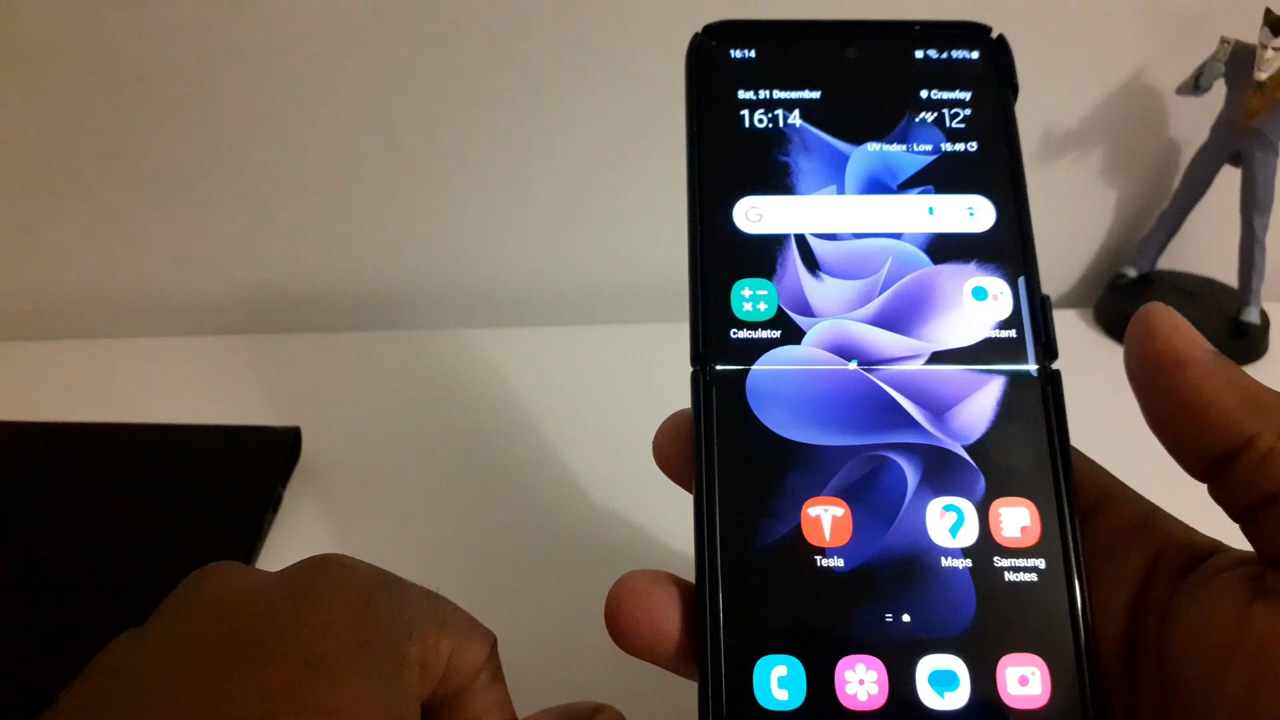 16:14 95%
Sat, 31 December Crawley
16:14 12°
UV index : Low 15:49
G
Calculator stant
Tesla Maps Samsung
Notes